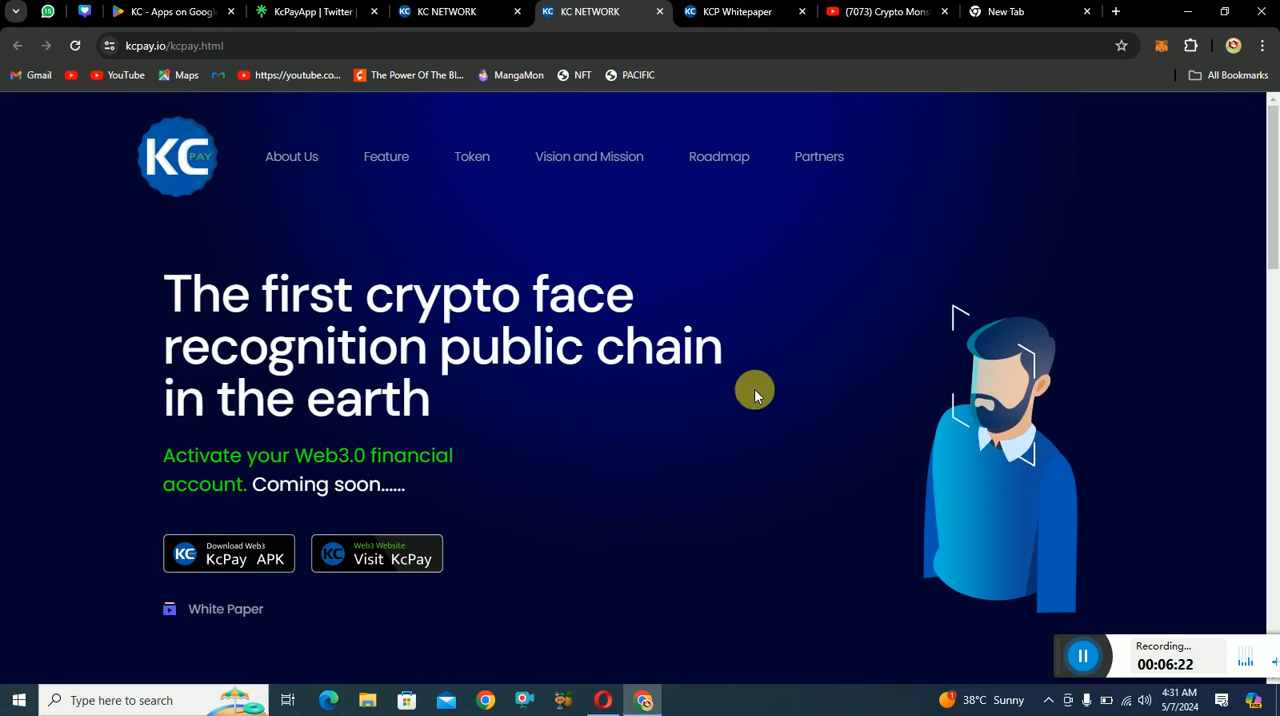 KC - Apps on Googl
KcPayApp | Twitter |
KC NETWORK
KC NETWORK
KCP Whitepaper
(7073) Crypto Mons
New Tab
kcpay.io/kcpay.html
Gmail
YouTube
Maps
https://youtube.co...
The Power Of The Bl...
MangaMon
NFT
PACIFIC
All Bookmarks
KC PAY
About Us
Feature
Token
Vision and Mission
Roadmap
Partners
The first crypto face
recognition public chain
in the earth
Activate your Web3.0 financial
account. Coming soon......
Download Web3
KcPay APK
Web3 Website
Visit KcPay
White Paper
Recording...
00:06:22
Type here to search
38°C Sunny
4:31 AM
5/7/2024